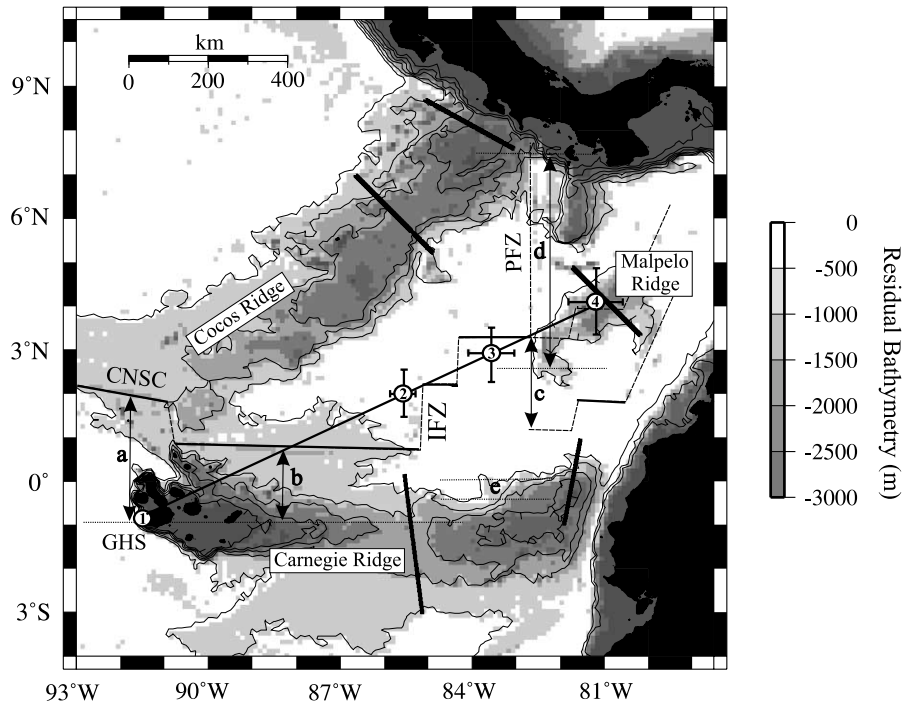 km
0 200 400
9°N
6°N
3°N
0°
3°S
93°W 90°W 87°W 84°W 81°W
Cocos Ridge
CNSC
GHS
Carnegie Ridge
Malpelo
Ridge
PFZ
IFZ
a
b
c
d
e
1
2
3
4
0
-500
-1000
-1500
-2000
-2500
-3000
Residual Bathymetry (m)